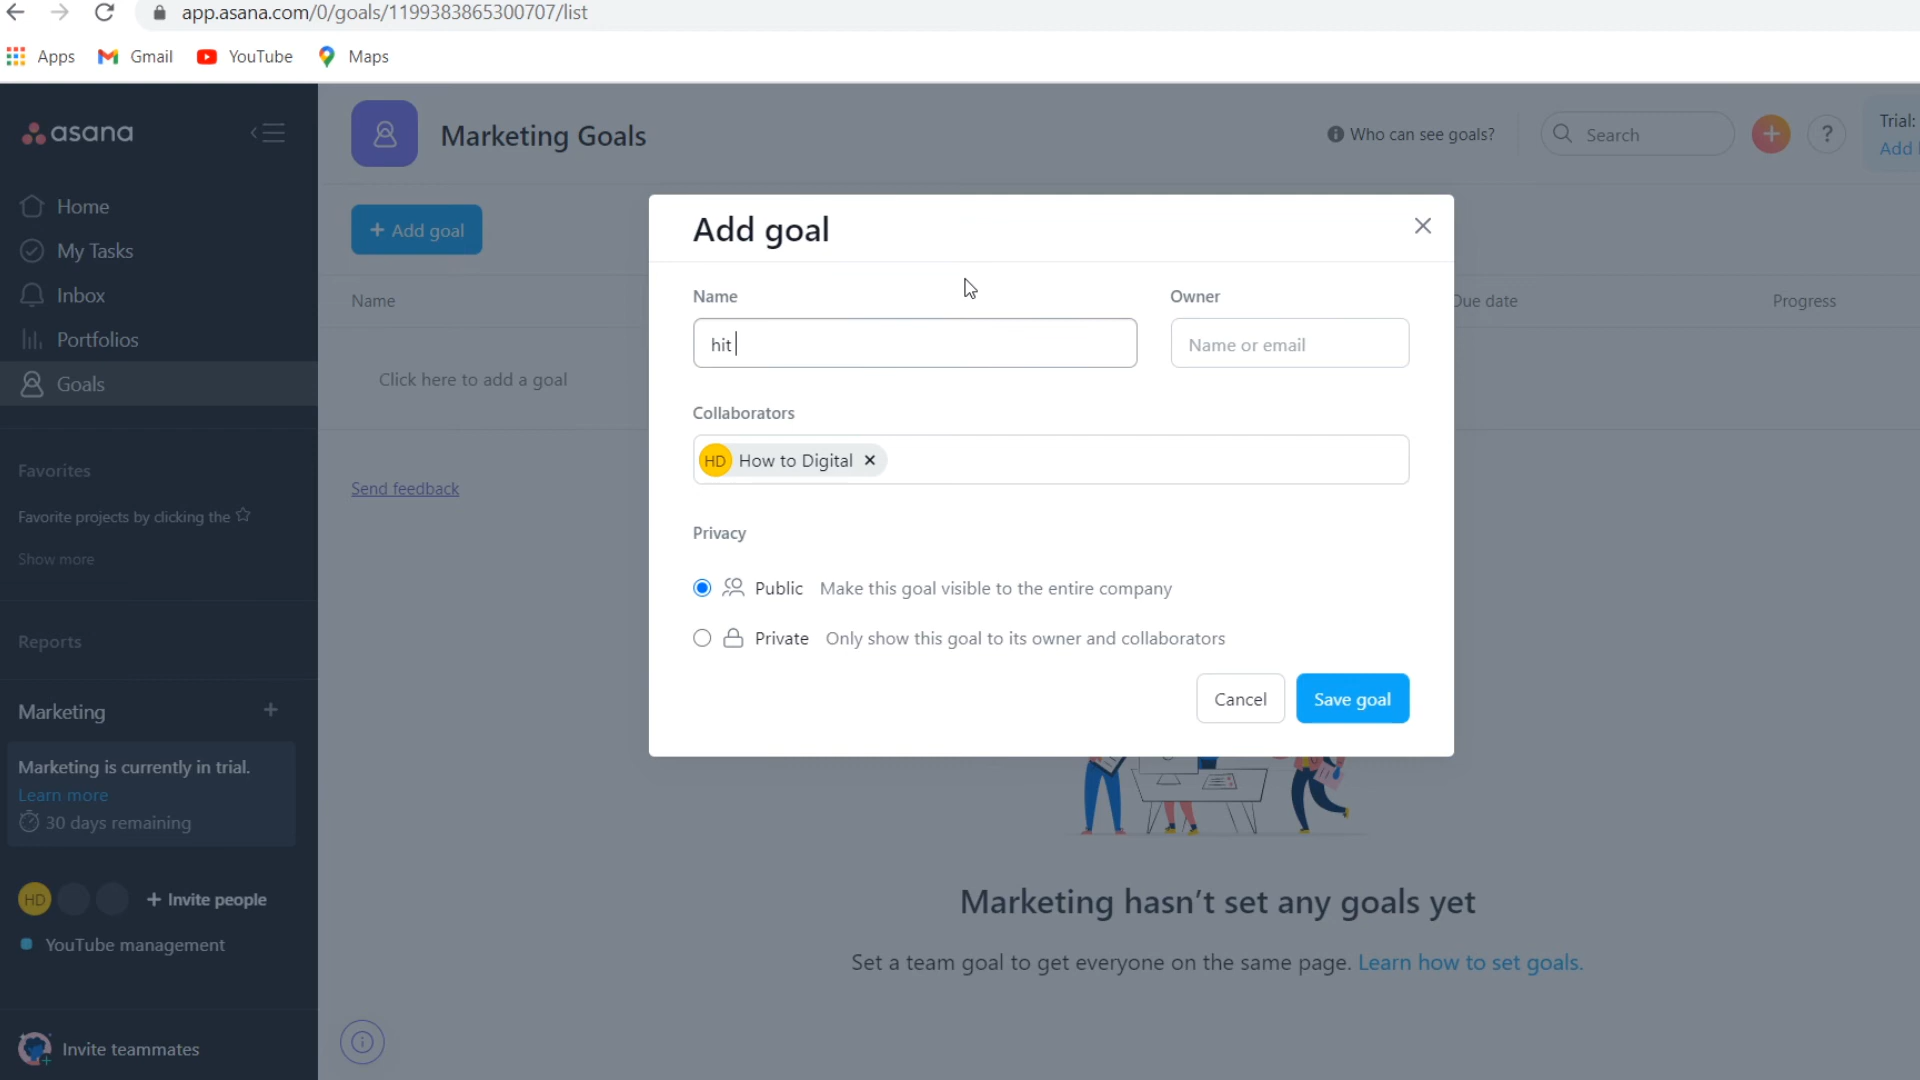 app.asana.com/0/goals/1199383865300707/list
Apps Gmail YouTube Maps
asana
Home
My Tasks
Inbox
Portfolios
Goals
Favorites
Favorite projects by clicking the
Show more
Reports
Marketing +
Marketing is currently in trial.
Learn more
30 days remaining
HD + Invite people
YouTube management
Invite teammates
Marketing Goals
Who can see goals?
Search
+
?
Trial:
Add
+ Add goal
Name Due date Progress
Click here to add a goal
Send feedback
Add goal
Name Owner
hit Name or email
Collaborators
HD How to Digital ×
Privacy
Public Make this goal visible to the entire company
Private Only show this goal to its owner and collaborators
Cancel Save goal
Marketing hasn't set any goals yet
Set a team goal to get everyone on the same page. Learn how to set goals.